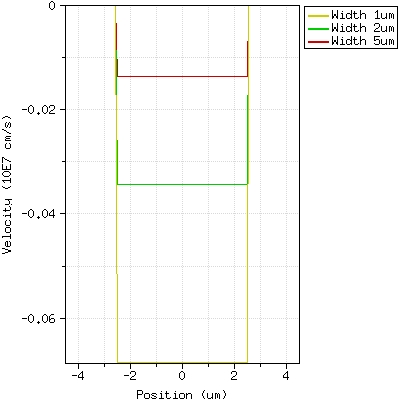 Width 1um
Width 2um
Width 5um
0
-0.02
-0.04
-0.06
Velocity (10E7 cm/s)
-4 -2 0 2 4
Position (um)